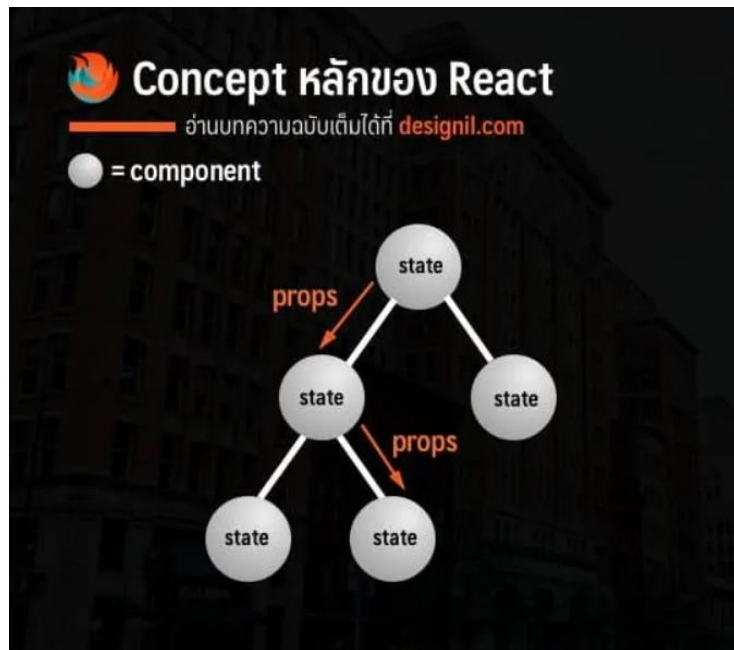 Concept หลักของ React
อ่านบทความฉบับเต็มได้ที่ designil.com
= component
state
props
state
state
props
state
state